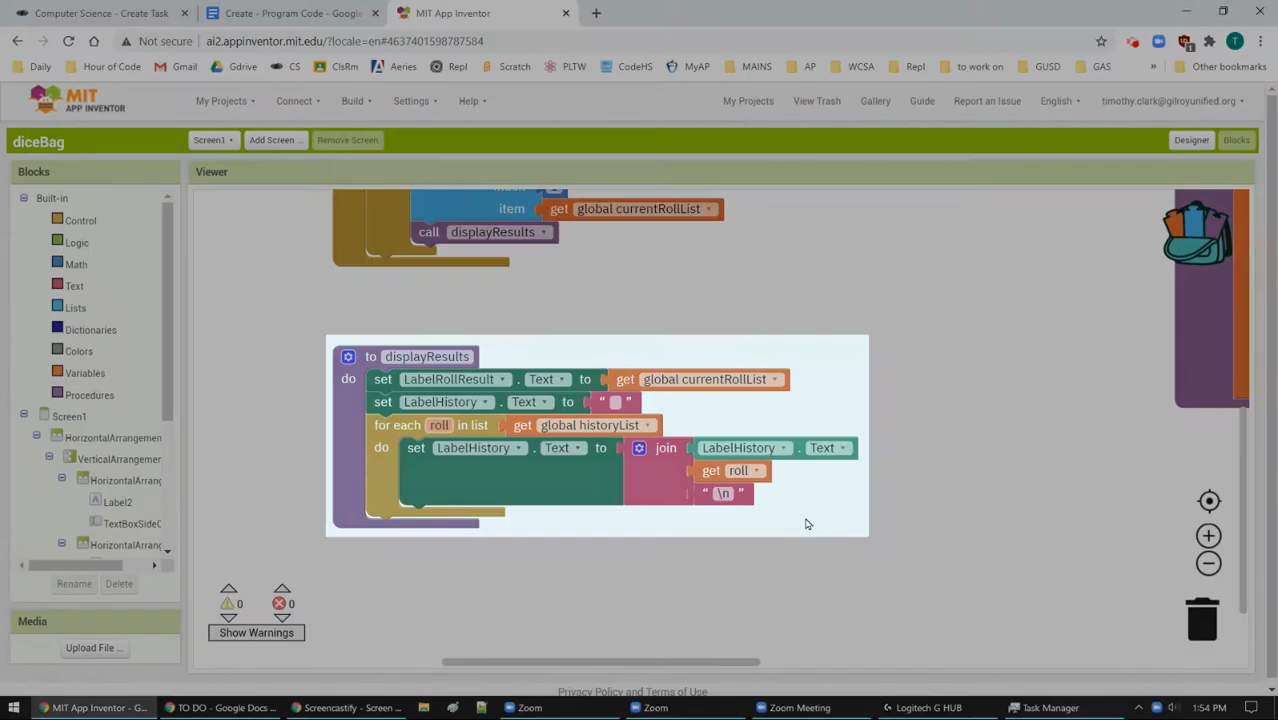 Computer Science - Create Task
Create - Program Code - Google
MIT App Inventor
Not secure
ai2.appinventor.mit.edu/?locale=en#4637401598787584
1
T
Daily
Hour of Code
Gmail
Gdrive
CS
ClsRm
Aeries
Repl
Scratch
PLTW
CodeHS
MyAP
MAINS
AP
WCSA
Repl
to work on
GUSD
GAS
»
Other bookmarks
MIT
APP INVENTOR
My Projects
Connect
Build
Settings
Help
My Projects
View Trash
Gallery
Guide
Report an Issue
English
timothy.clark@gilroyunified.org
diceBag
Screen1
Add Screen ...
Remove Screen
Designer
Blocks
Blocks
Viewer
Built-in
Control
Logic
Math
Text
Lists
Dictionaries
Colors
Variables
Procedures
Screen1
HorizontalArrangemen
VerticalArrangemen
HorizontalArrang
Label2
TextBoxSideC
HorizontalArrang
Rename
Delete
Media
Upload File ...
item get global currentRollList
call displayResults
to displayResults
do set LabelRollResult . Text to get global currentRollList
set LabelHistory . Text to " "
for each roll in list get global historyList
do set LabelHistory . Text to join LabelHistory . Text
get roll
" \n "
0
0
Show Warnings
Privacy Policy and Terms of Use
MIT App Inventor - G...
TO DO - Google Docs ...
Screencastify - Screen ...
Zoom
Zoom
Zoom Meeting
Logitech G HUB
Task Manager
1:54 PM